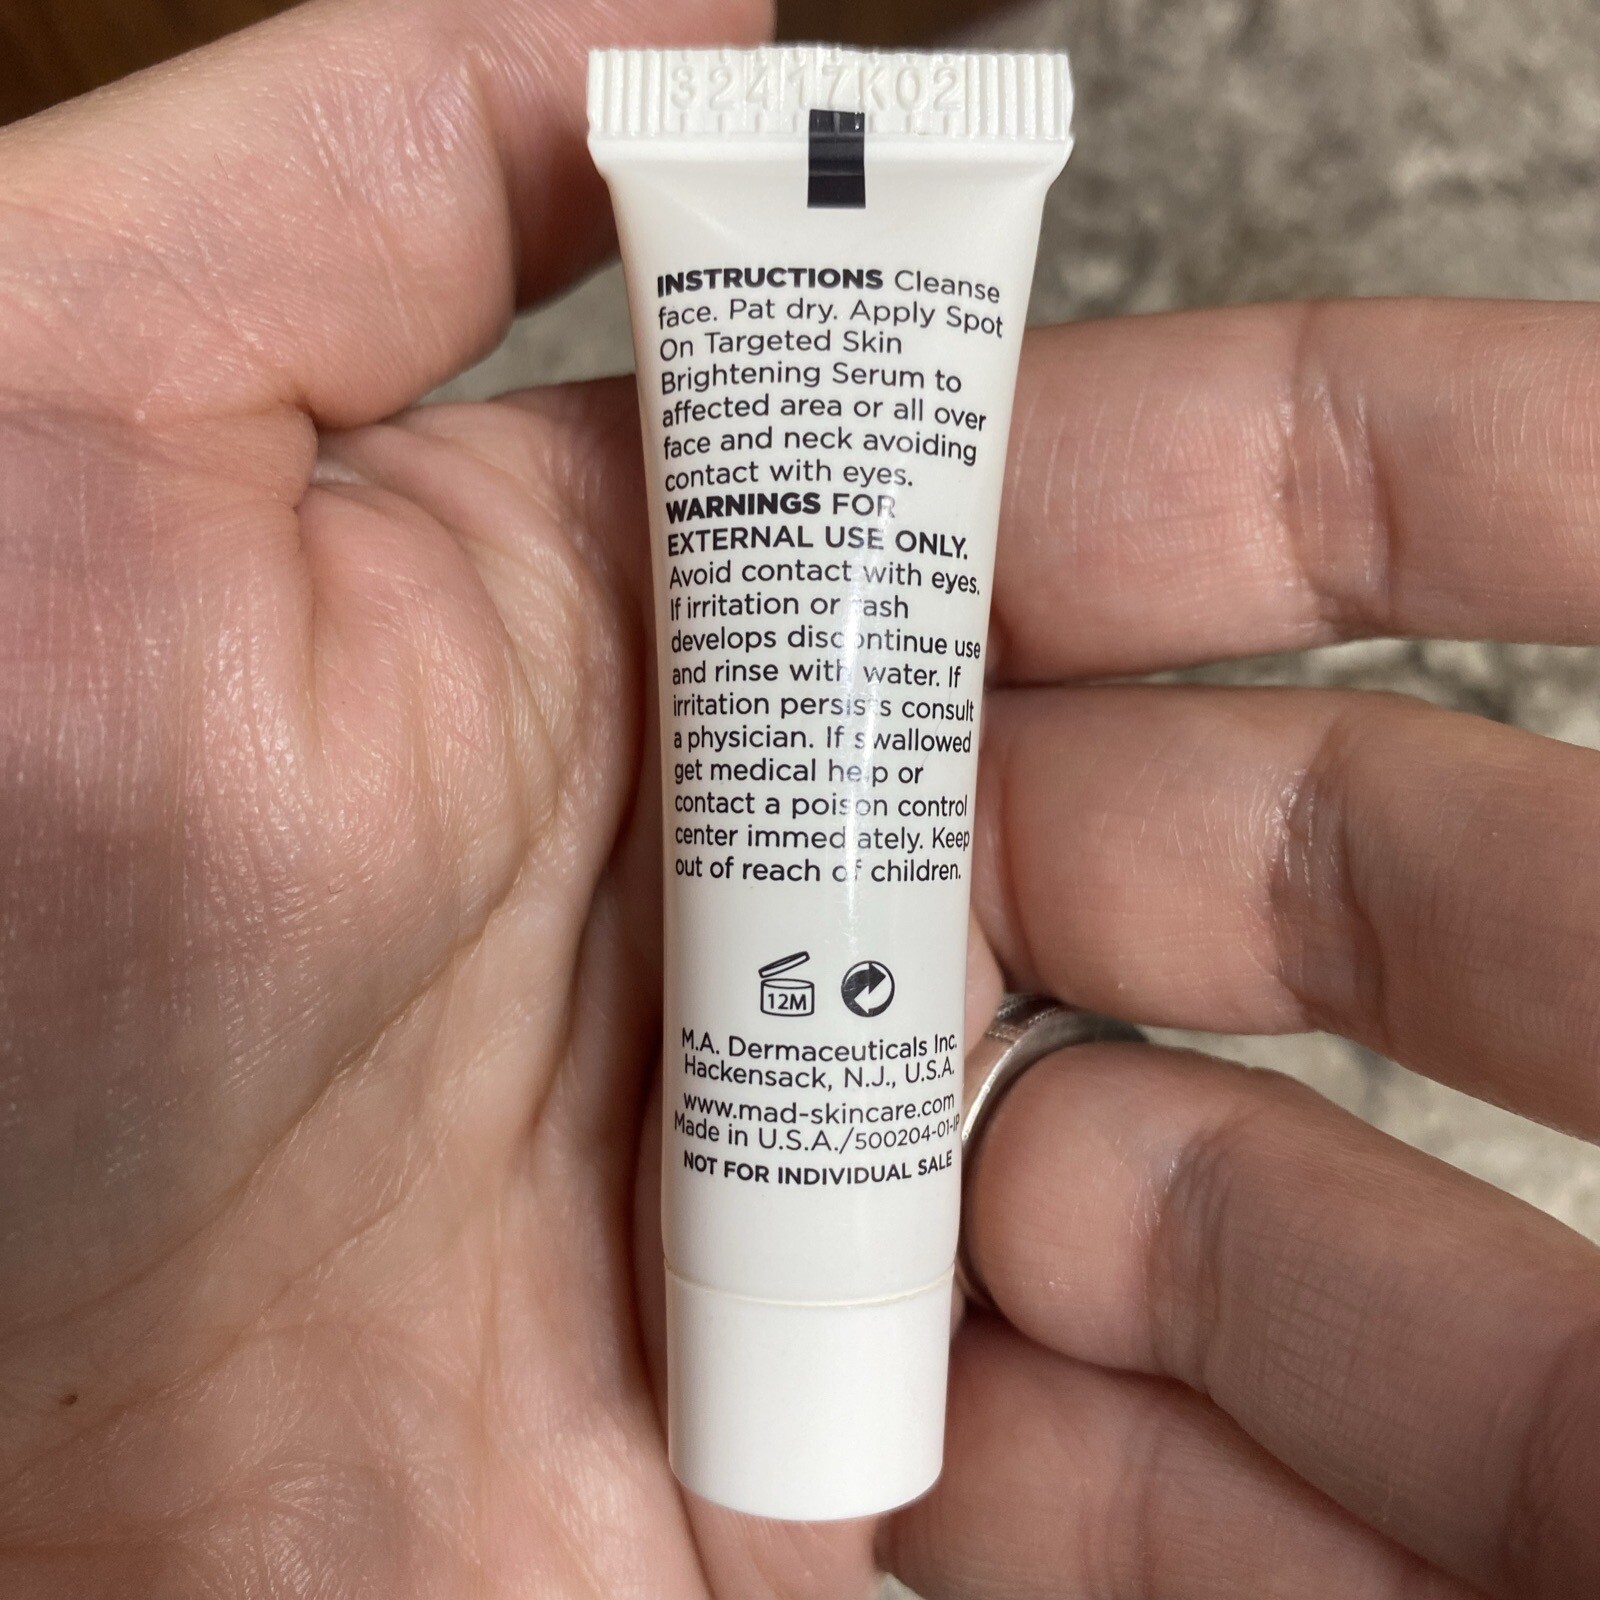 32417K02
INSTRUCTIONS Cleanse
face. Pat dry. Apply Spot
On Targeted Skin
Brightening Serum to
affected area or all over
face and neck avoiding
contact with eyes.
WARNINGS FOR
EXTERNAL USE ONLY.
Avoid contact with eyes.
If irritation or rash
develops discontinue use
and rinse with water. If
irritation persists consult
a physician. If swallowed
get medical help or
contact a poison control
center immediately. Keep
out of reach of children.
12M
M.A. Dermaceuticals Inc.
Hackensack, N.J., U.S.A.
www.mad-skincare.com
Made in U.S.A./500204-01-IP
NOT FOR INDIVIDUAL SALE